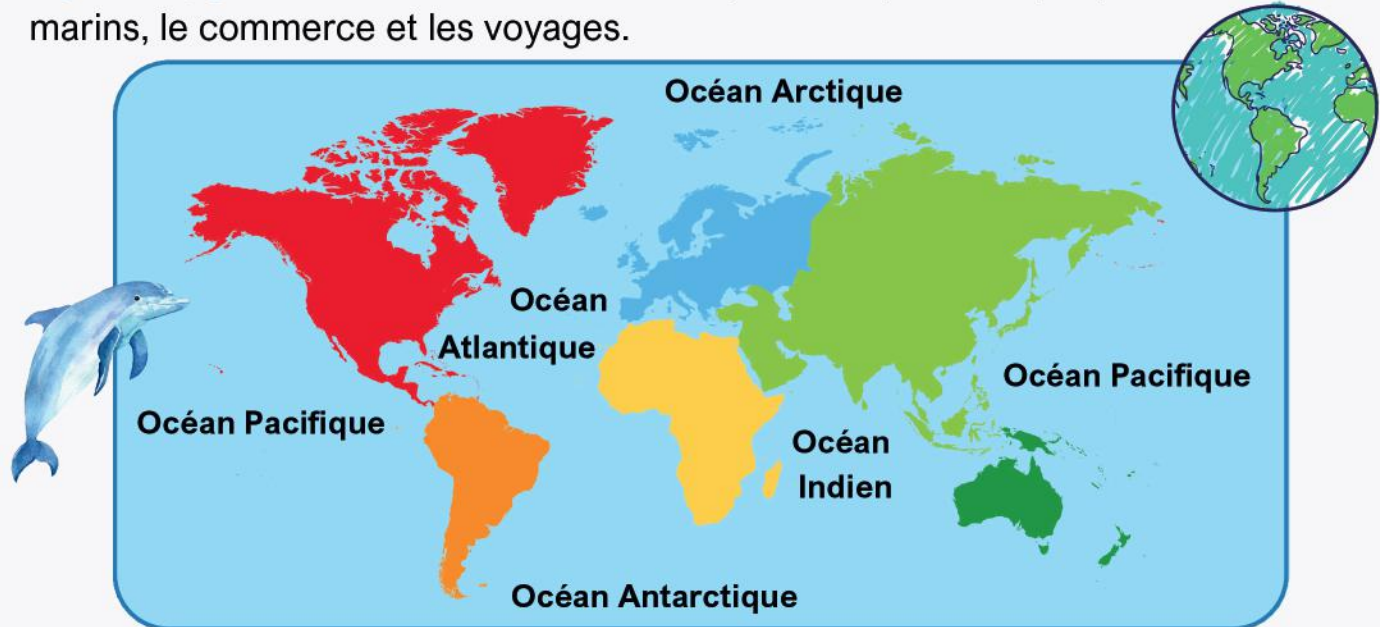 marins, le commerce et les voyages.
Océan Arctique
Océan
Atlantique
Océan Pacifique
Océan Pacifique
Océan
Indien
Océan Antarctique